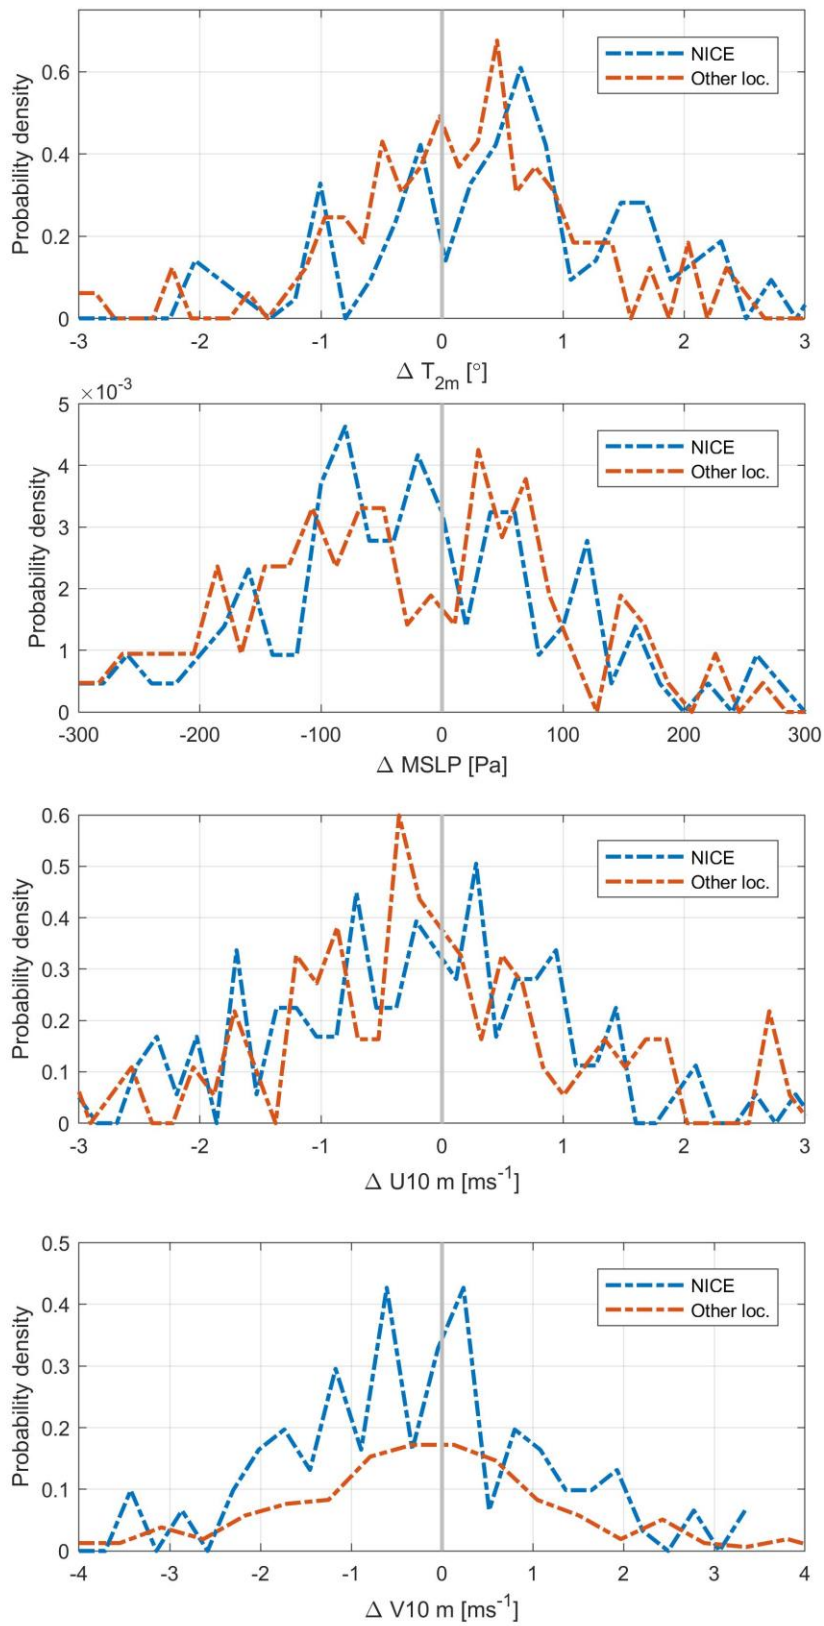 Probability density
0.6
0.4
0.2
0
NICE
Other loc.
-3 -2 -1 0 1 2 3
Δ T2m [°]
×10-3
Probability density
5
4
3
2
1
0
NICE
Other loc.
-300 -200 -100 0 100 200 300
Δ MSLP [Pa]
Probability density
0.6
0.5
0.4
0.3
0.2
0.1
0
NICE
Other loc.
-3 -2 -1 0 1 2 3
Δ U10 m [ms-1]
Probability density
0.5
0.4
0.3
0.2
0.1
0
NICE
Other loc.
-4 -3 -2 -1 0 1 2 3 4
Δ V10 m [ms-1]